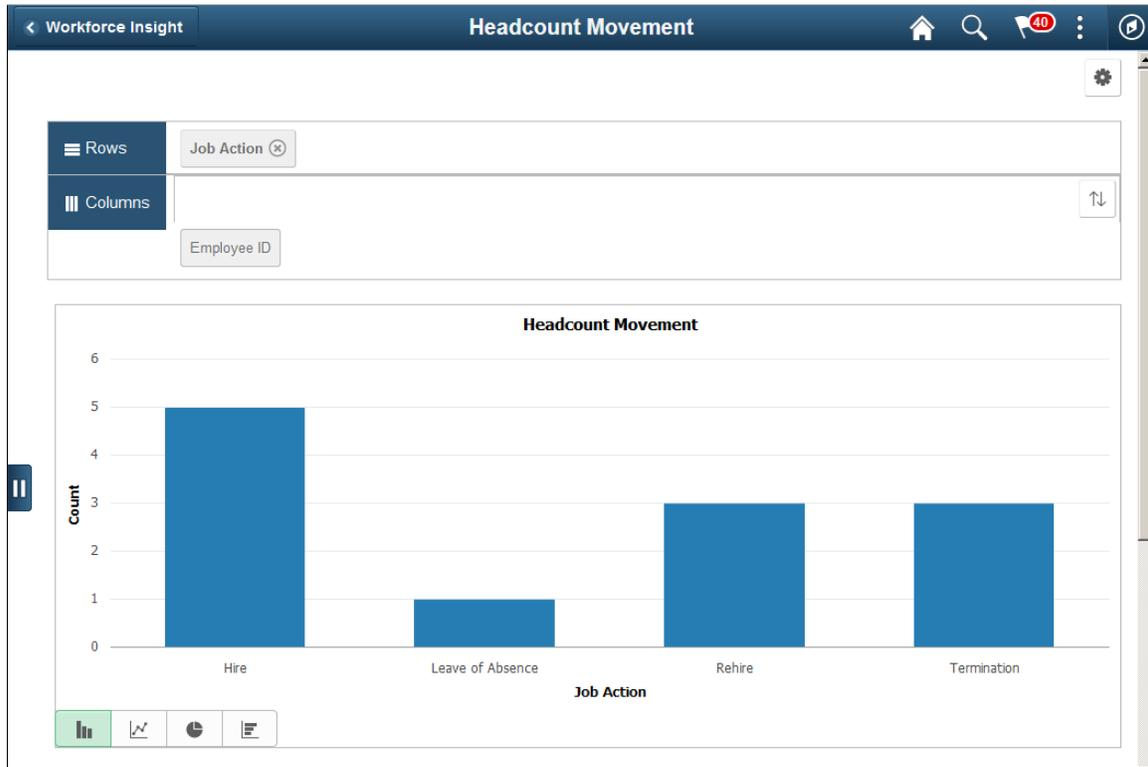 Workforce Insight
Headcount Movement
40
Rows
Job Action
Columns
Employee ID
Headcount Movement
6
5
4
3
2
1
0
Count
Hire
Leave of Absence
Rehire
Termination
Job Action